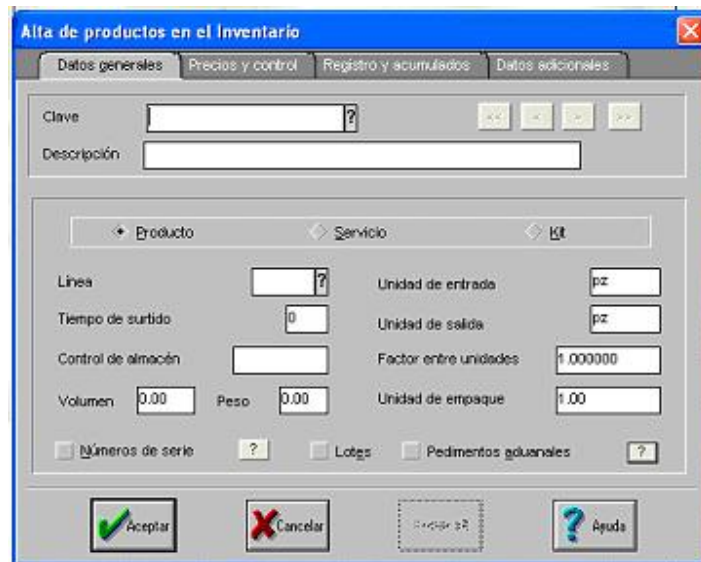 Alta de productos en el Inventario
Datos generales Precios y control Registro y acumulados Datos adicionales
Clave ? << < > >>
Descripción
Producto Servicio Kit
Línea ? Unidad de entrada pz
Tiempo de surtido 0 Unidad de salida pz
Control de almacén Factor entre unidades 1.000000
Volumen 0.00 Peso 0.00 Unidad de empaque 1.00
Números de serie ? Lotes Pedimentos aduanales ?
Aceptar Cancelar Ayuda